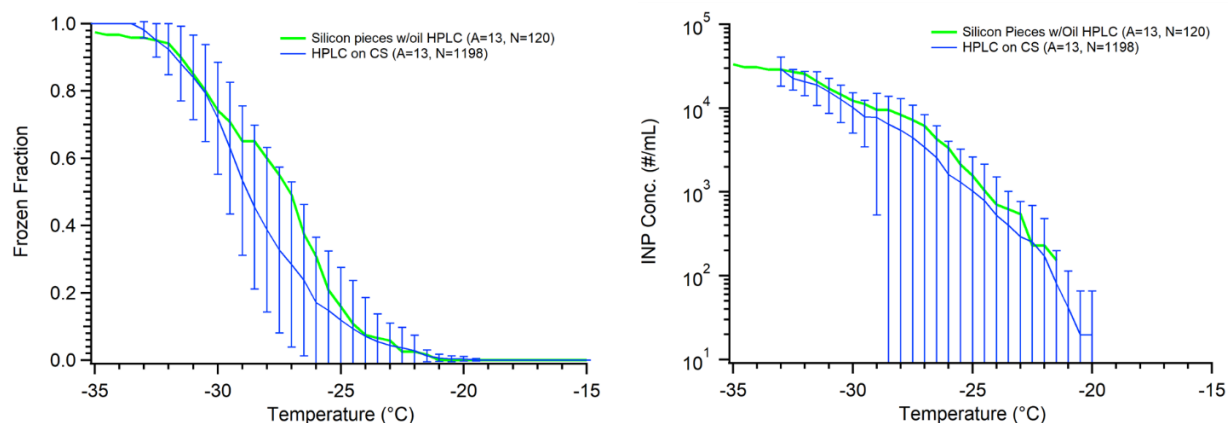 1.0
0.8
0.6
0.4
0.2
0.0
Frozen Fraction
Silicon pieces w/oil HPLC (A=13, N=120)
HPLC on CS (A=13, N=1198)
-35
-30
-25
-20
-15
Temperature (°C)
10^5
10^4
10^3
10^2
10^1
INP Conc. (#/mL)
Silicon Pieces w/Oil HPLC (A=13, N=120)
HPLC on CS (A=13, N=1198)
-35
-30
-25
-20
-15
Temperature (°C)